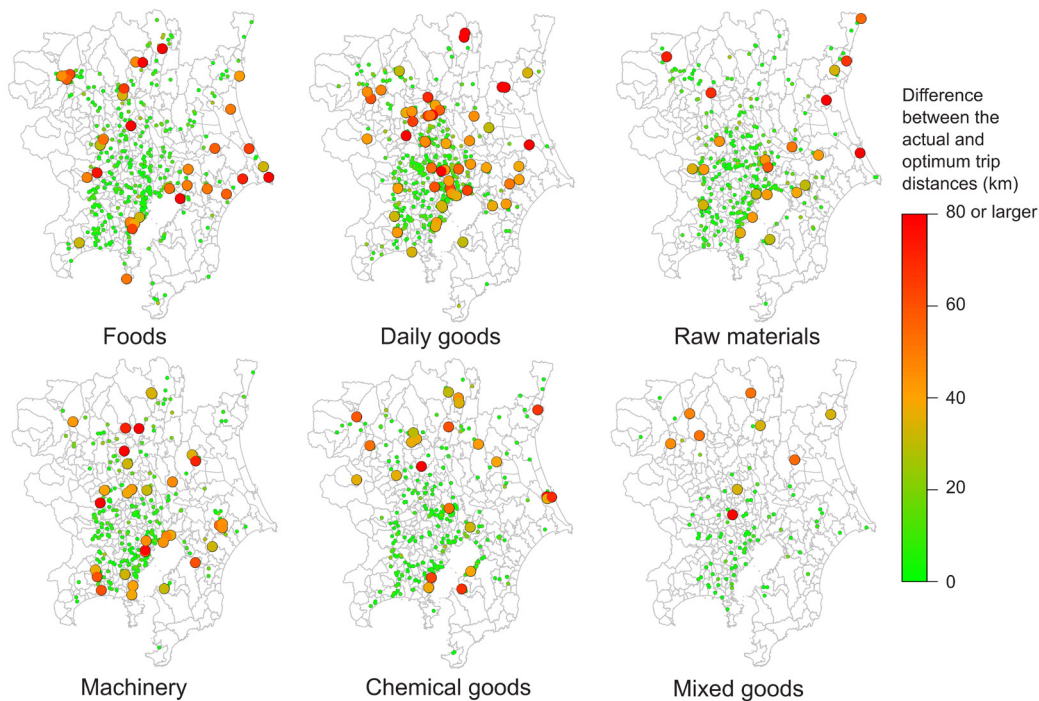 Foods
Daily goods
Raw materials
Machinery
Chemical goods
Mixed goods
Difference
between the
actual and
optimum trip
distances (km)
80 or larger
60
40
20
0